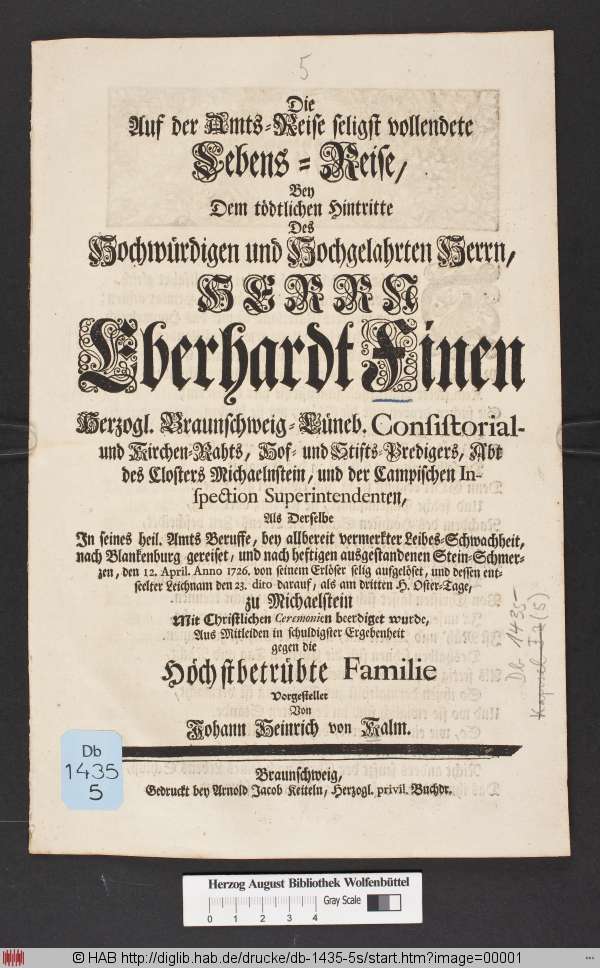 5
Die
Auf der Amts-Reise seligst vollendete
Lebens-Reise,
Bey
Dem tödtlichen Hintritte
Des
Hochwürdigen und Hochgelahrten Herrn,
HERRN
Eberhardt Finen
Herzogl. Braunschweig-Lüneb. Consistorial-
und Kirchen-Rahts, Hof- und Stifts-Predigers, Abt
des Closters Michaelnstein, und der Campischen In-
spection Superintendenten,
Als Derselbe
In seines heil. Amts Beruffe, bey allbereit vermerkter Leibes-Schwachheit,
nach Blankenburg gereiset, und nach heftigen ausgestandenen Stein-Schmer-
zen, den 12. April. Anno 1726. von seinem Erlöser selig aufgelöset, und dessen ent-
seelter Leichnam den 23. dito darauf, als am dritten H. Oster-Tage,
zu Michaelstein
Mit Christlichen Ceremonien beerdiget wurde,
Aus Mitleiden in schuldigster Ergebenheit
gegen die
Höchstbetrübte Familie
Vorgestellet
Von
Johann Heinrich von Kalm.
Braunschweig,
Gedruckt bey Arnold Jacob Keiteln, Herzogl. privil. Buchdr.
Db 1435
(5)
Db
1435
5
Herzog August Bibliothek Wolfenbüttel
0 1 2 3 4 Gray Scale
© HAB http://diglib.hab.de/drucke/db-1435-5s/start.htm?image=00001